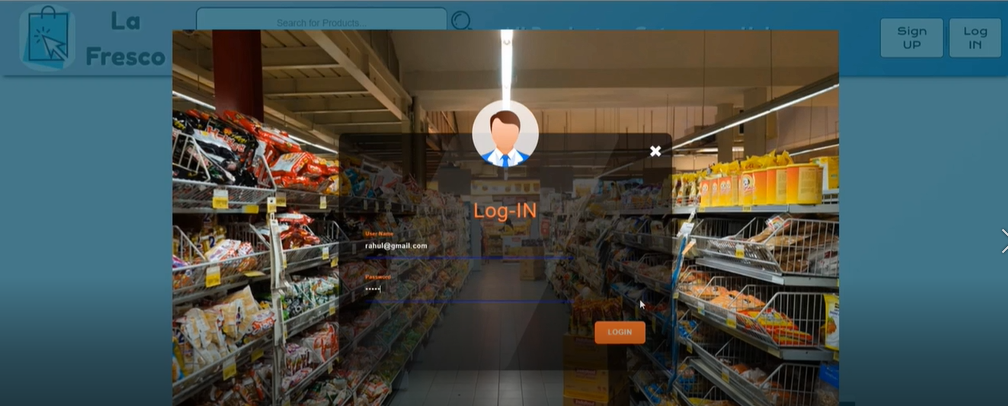 La
Fresco
Search for Products...
Sign
UP
Log
IN
Log-IN
User Name
rahul@gmail.com
Password
•••••
LOGIN